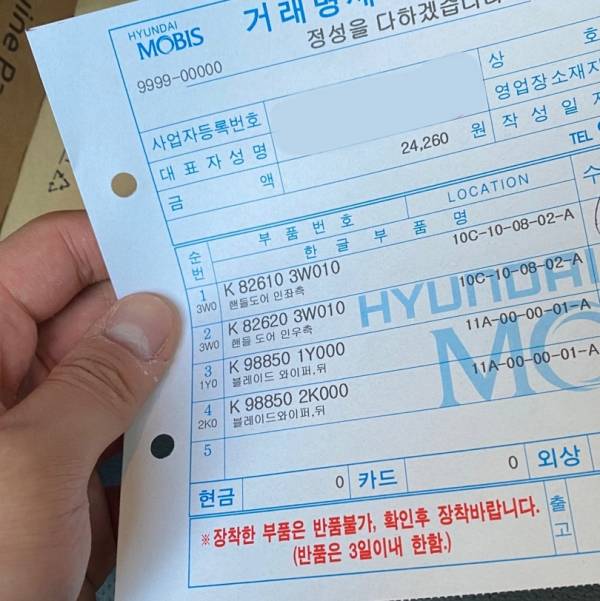 HYUNDAI
MOBIS
거래명세
정성을 다하겠습니다
9999-00000
상 호
사업자등록번호
영업장소재지
대표자성명
작성일자
금 액 24,260 원
TEL
순번
부품번호 LOCATION
한글부품명
수
1 K 82610 3W010 10C-10-08-02-A
3W0 핸들도어 인좌측
2 K 82620 3W010 10C-10-08-02-A
3W0 핸들 도어 인우측
3 K 98850 1Y000 11A-00-00-01-A
1Y0 블레이드 와이퍼,뒤
4 K 98850 2K000 11A-00-00-01-A
2K0 블레이드와이퍼,뒤
5
HYUNDAI
MO
현금 0 카드 0 외상
※장착한 부품은 반품불가, 확인후 장착바랍니다.
(반품은 3일이내 한함.)
출고